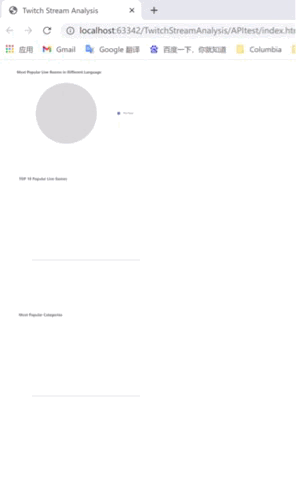 Twitch Stream Analysis
localhost:63342/TwitchStreamAnalysis/APItest/index.htm
应用 Gmail Google 翻译 百度一下，你就知道 Columbia
Most Popular Live Games in Different Language
TOP 10 Popular Live Games
Most Popular Categories